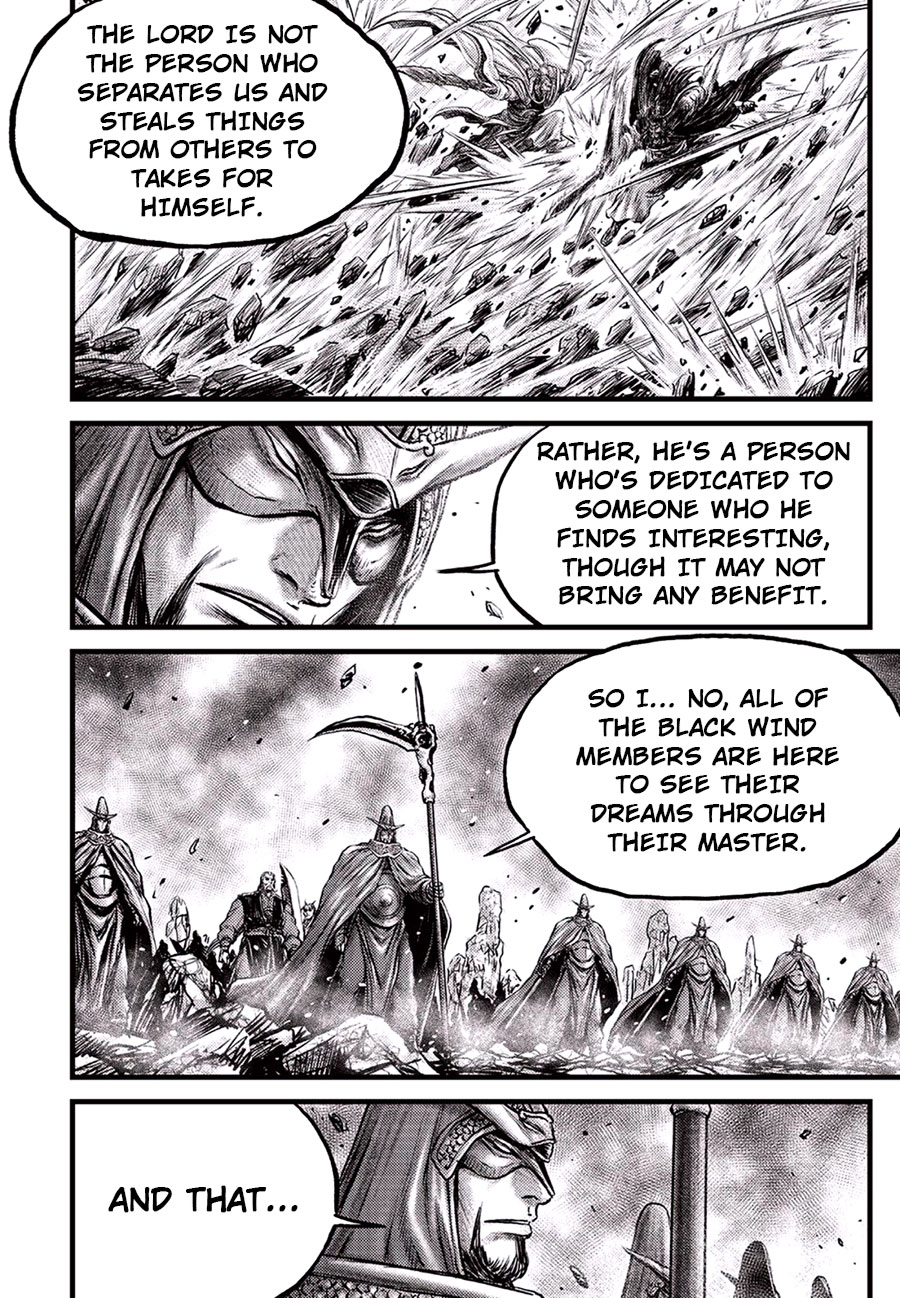 THE LORD IS NOT
THE PERSON WHO
SEPARATES US AND
STEALS THINGS
FROM OTHERS TO
TAKES FOR
HIMSELF.
RATHER, HE'S A PERSON
WHO'S DEDICATED TO
SOMEONE WHO HE
FINDS INTERESTING,
THOUGH IT MAY NOT
BRING ANY BENEFIT.
SO I... NO, ALL OF
THE BLACK WIND
MEMBERS ARE HERE
TO SEE THEIR
DREAMS THROUGH
THEIR MASTER.
AND THAT...